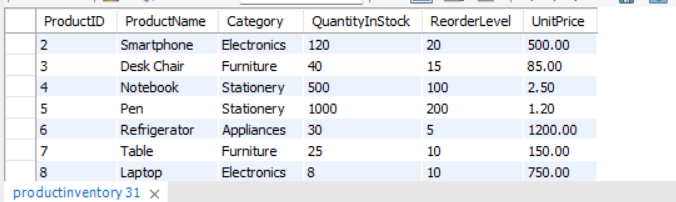 ProductID ProductName Category QuantityInStock ReorderLevel UnitPrice
2 Smartphone Electronics 120 20 500.00
3 Desk Chair Furniture 40 15 85.00
4 Notebook Stationery 500 100 2.50
5 Pen Stationery 1000 200 1.20
6 Refrigerator Appliances 30 5 1200.00
7 Table Furniture 25 10 150.00
8 Laptop Electronics 8 10 750.00
productinventory 31